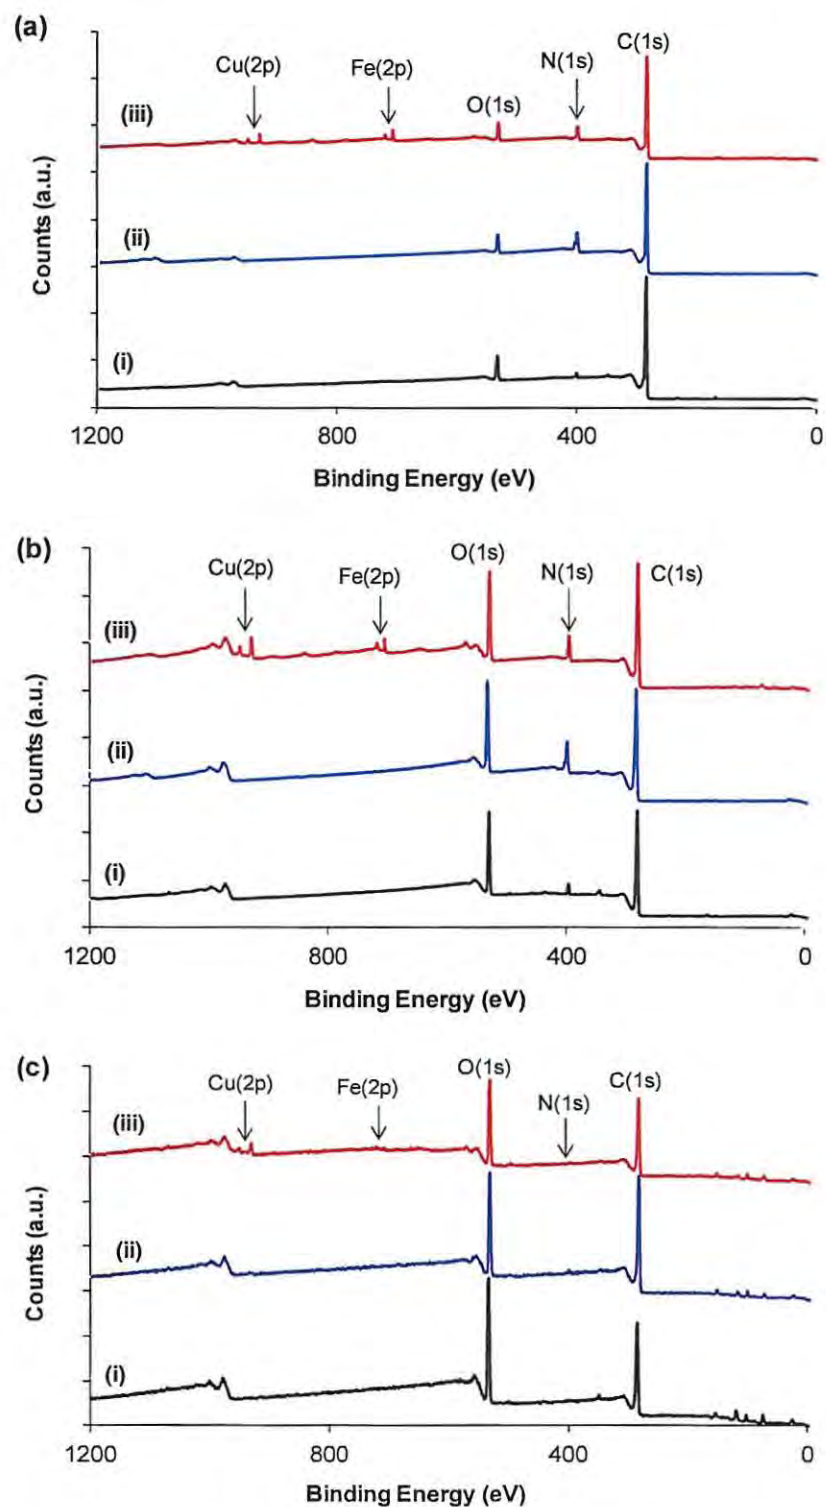 (a)
C(1s)
Cu(2p)
Fe(2p)
N(1s)
O(1s)
(iii)
(ii)
(i)
Counts (a.u.)
1200 800 400 0
Binding Energy (eV)
(b)
O(1s)
Cu(2p)
Fe(2p)
N(1s)
C(1s)
(iii)
(ii)
(i)
Counts (a.u.)
1200 800 400 0
Binding Energy (eV)
(c)
O(1s)
C(1s)
Cu(2p)
Fe(2p)
N(1s)
(iii)
(ii)
(i)
Counts (a.u.)
1200 800 400 0
Binding Energy (eV)